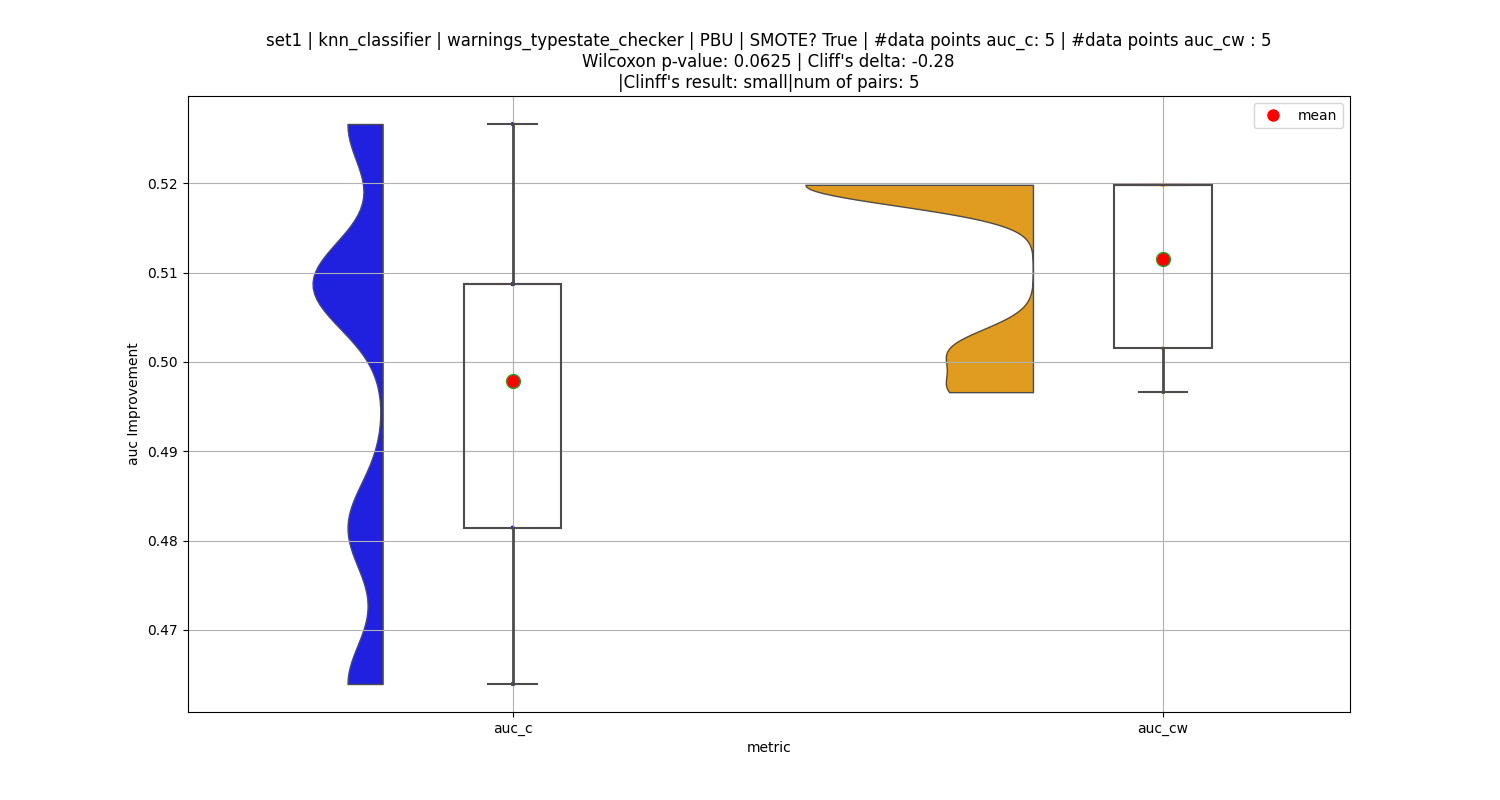 set1 | knn_classifier | warnings_typestate_checker | PBU | SMOTE? True | #data points auc_c: 5 | #data points auc_cw : 5
Wilcoxon p-value: 0.0625 | Cliff's delta: -0.28
|Clinff's result: small|num of pairs: 5
mean
0.52
0.51
0.50
0.49
0.48
0.47
auc Improvement
auc_c
auc_cw
metric